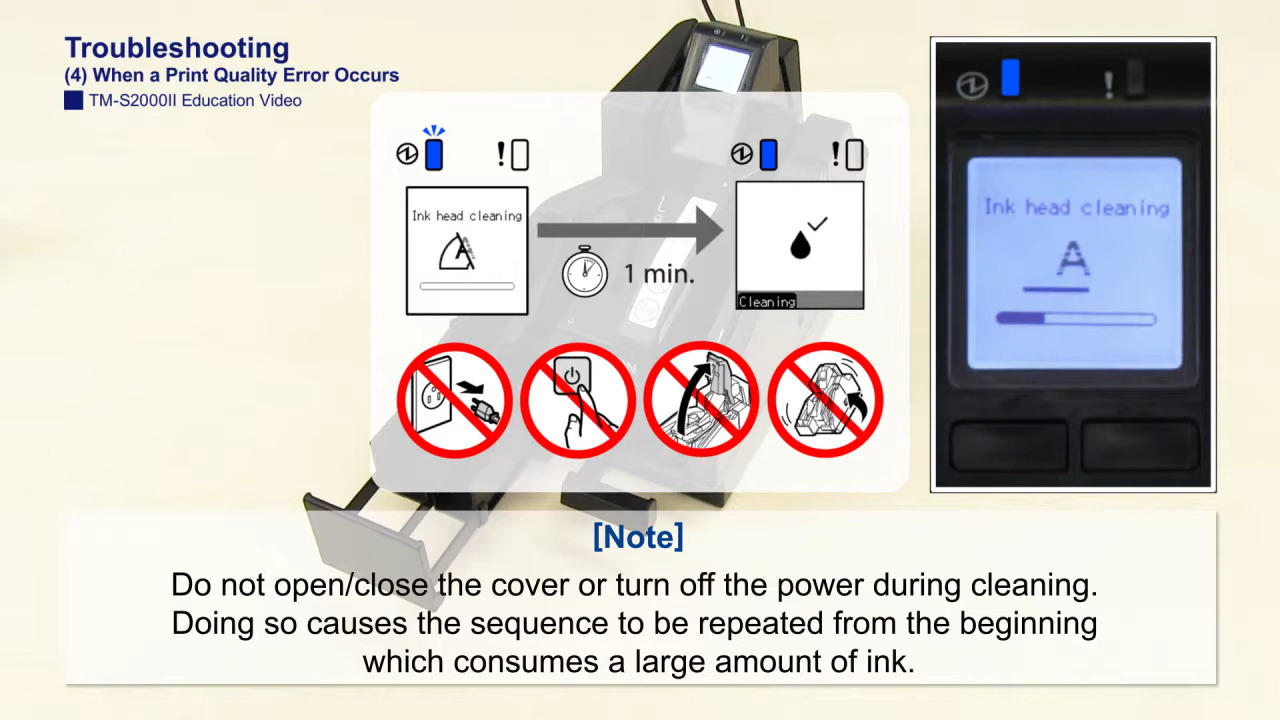 Troubleshooting
(4) When a Print Quality Error Occurs
TM-S2000II Education Video
!
!
Ink head cleaning
A
1 min.
Cleaning
!
Ink head cleaning
A
[Note]
Do not open/close the cover or turn off the power during cleaning.
Doing so causes the sequence to be repeated from the beginning
which consumes a large amount of ink.